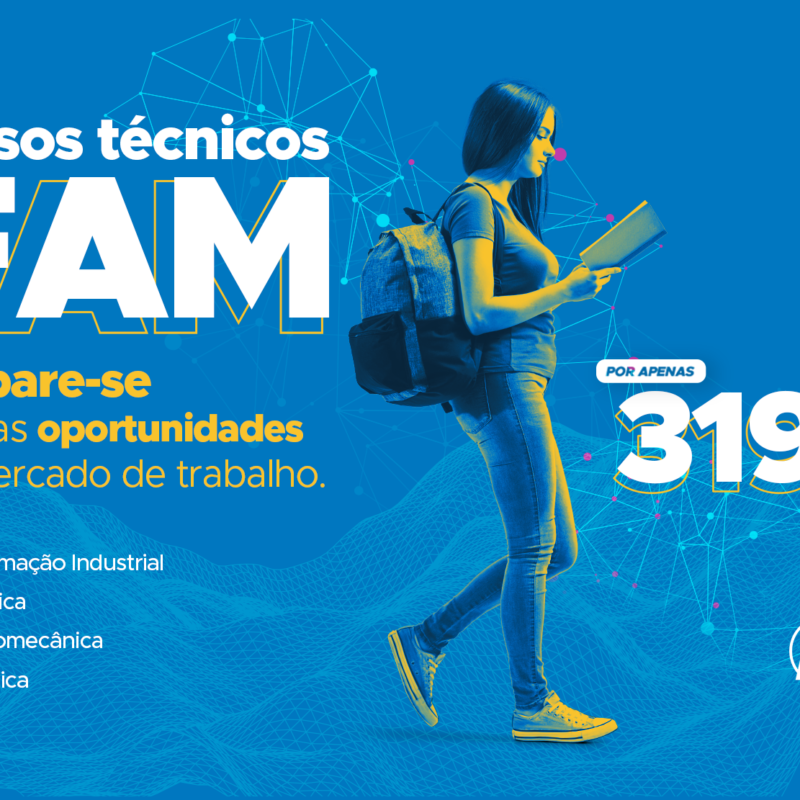 sos técnicos
FAM
pare-se
as oportunidades
ercado de trabalho.
POR APENAS
319
mação Industrial
ica
omecânica
ica